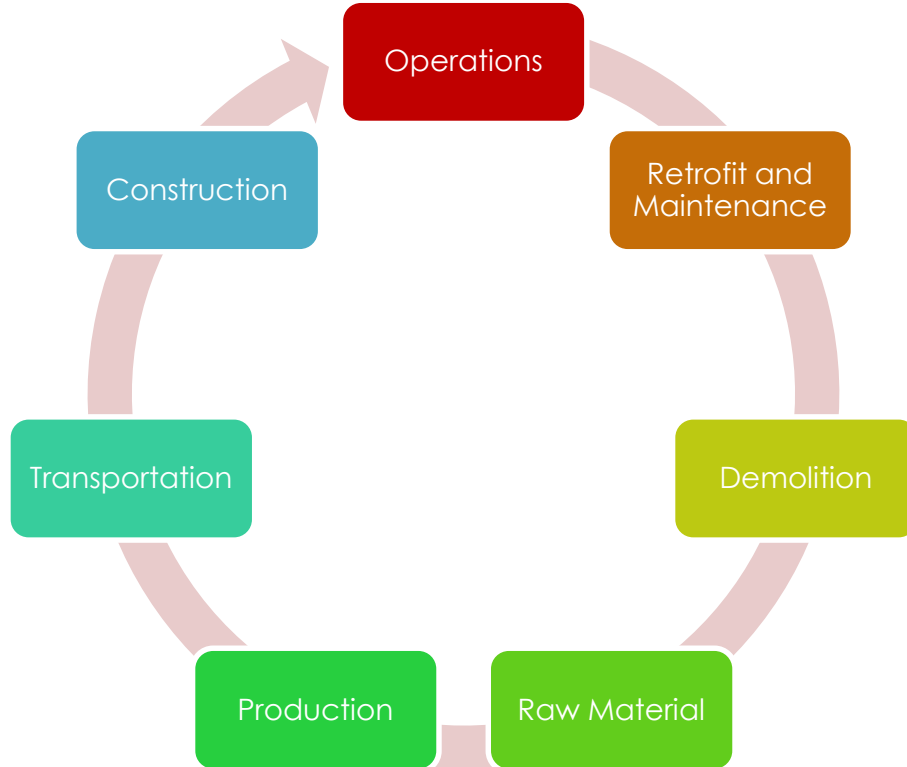 Operations
Retrofit and
Maintenance
Demolition
Raw Material
Production
Transportation
Construction